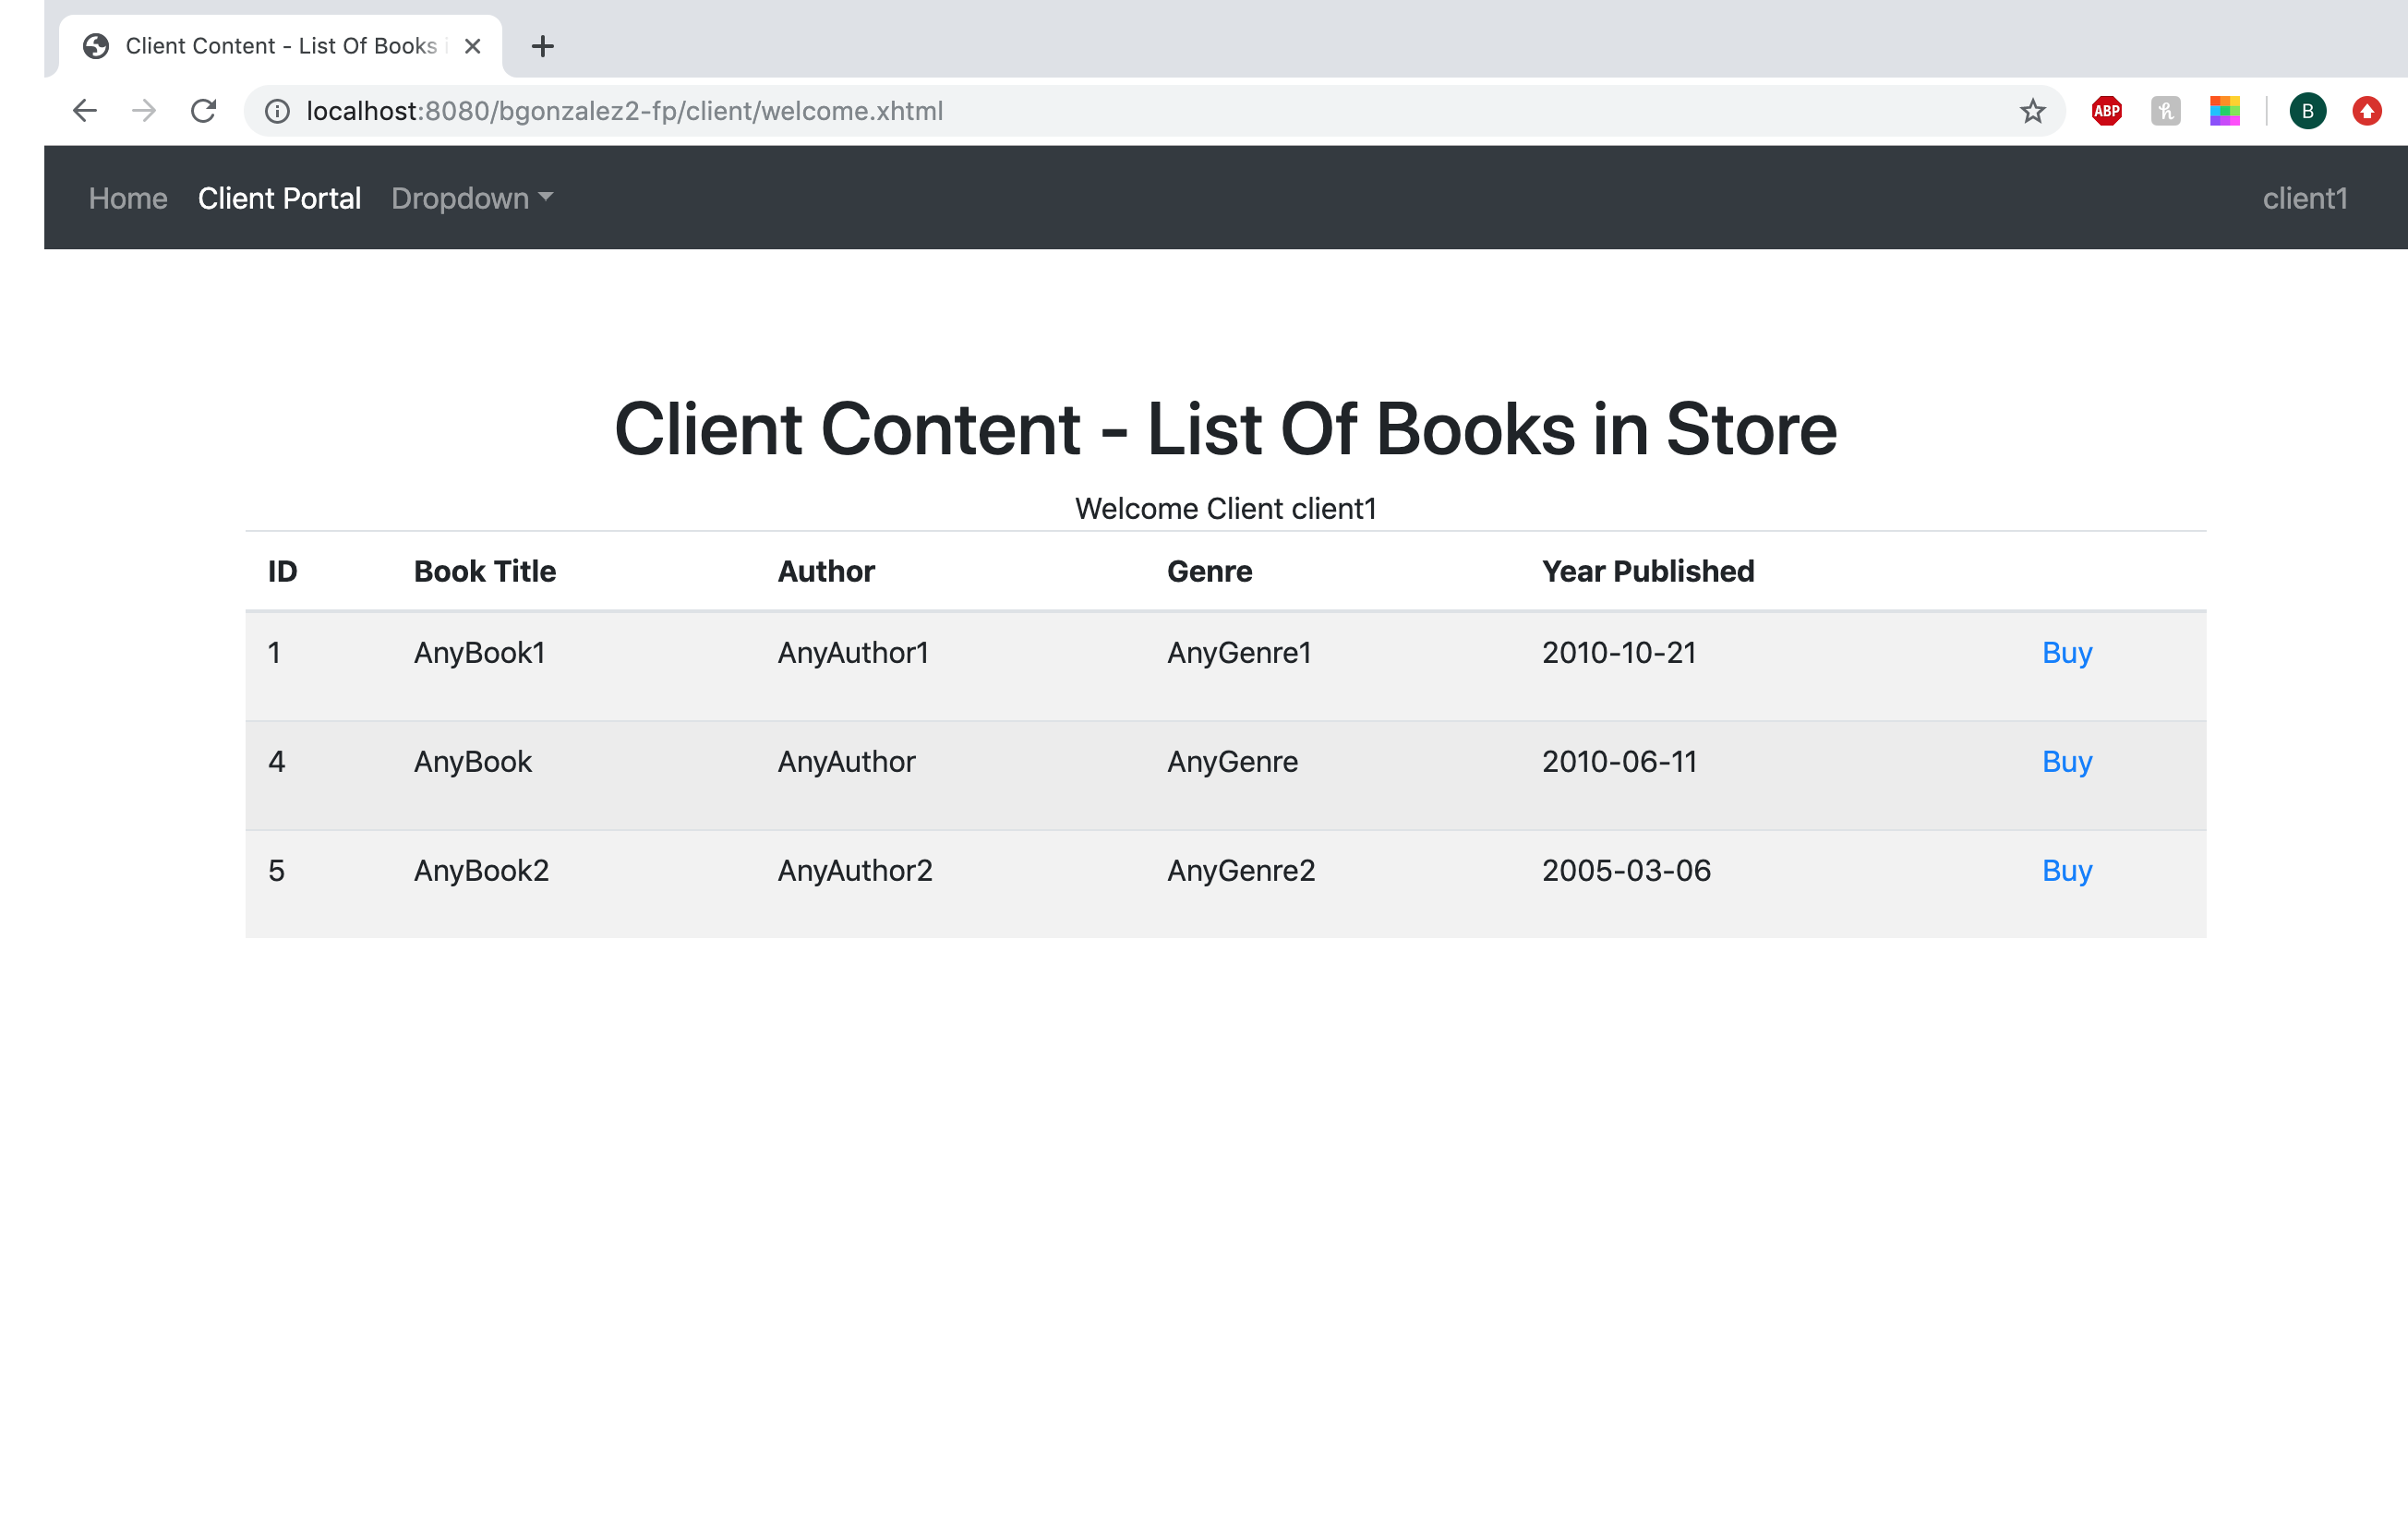 Client Content - List Of Books
localhost:8080/bgonzalez2-fp/client/welcome.xhtml ABP h B
Home Client Portal Dropdown client1
Client Content - List Of Books in Store
Welcome Client client1
ID Book Title Author Genre Year Published
1 AnyBook1 AnyAuthor1 AnyGenre1 2010-10-21 Buy
4 AnyBook AnyAuthor AnyGenre 2010-06-11 Buy
5 AnyBook2 AnyAuthor2 AnyGenre2 2005-03-06 Buy